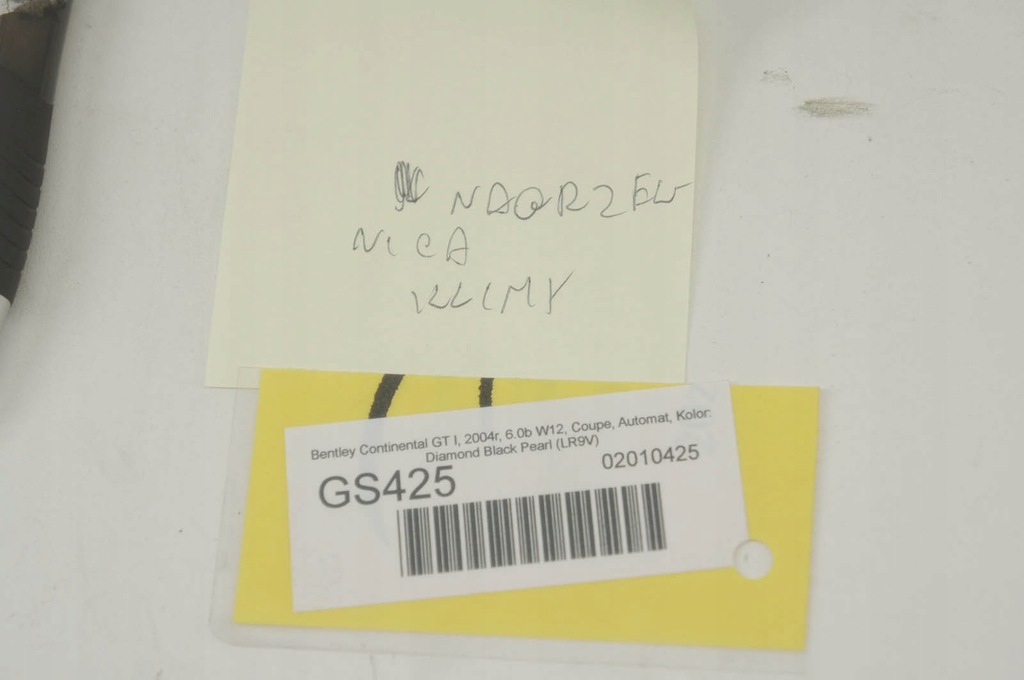 NAGRZEW
NICA
KLIMY
Bentley Continental GT I, 2004r, 6.0b W12, Coupe, Automat, Kolor:
Diamond Black Pearl (LR9V)
GS425 02010425